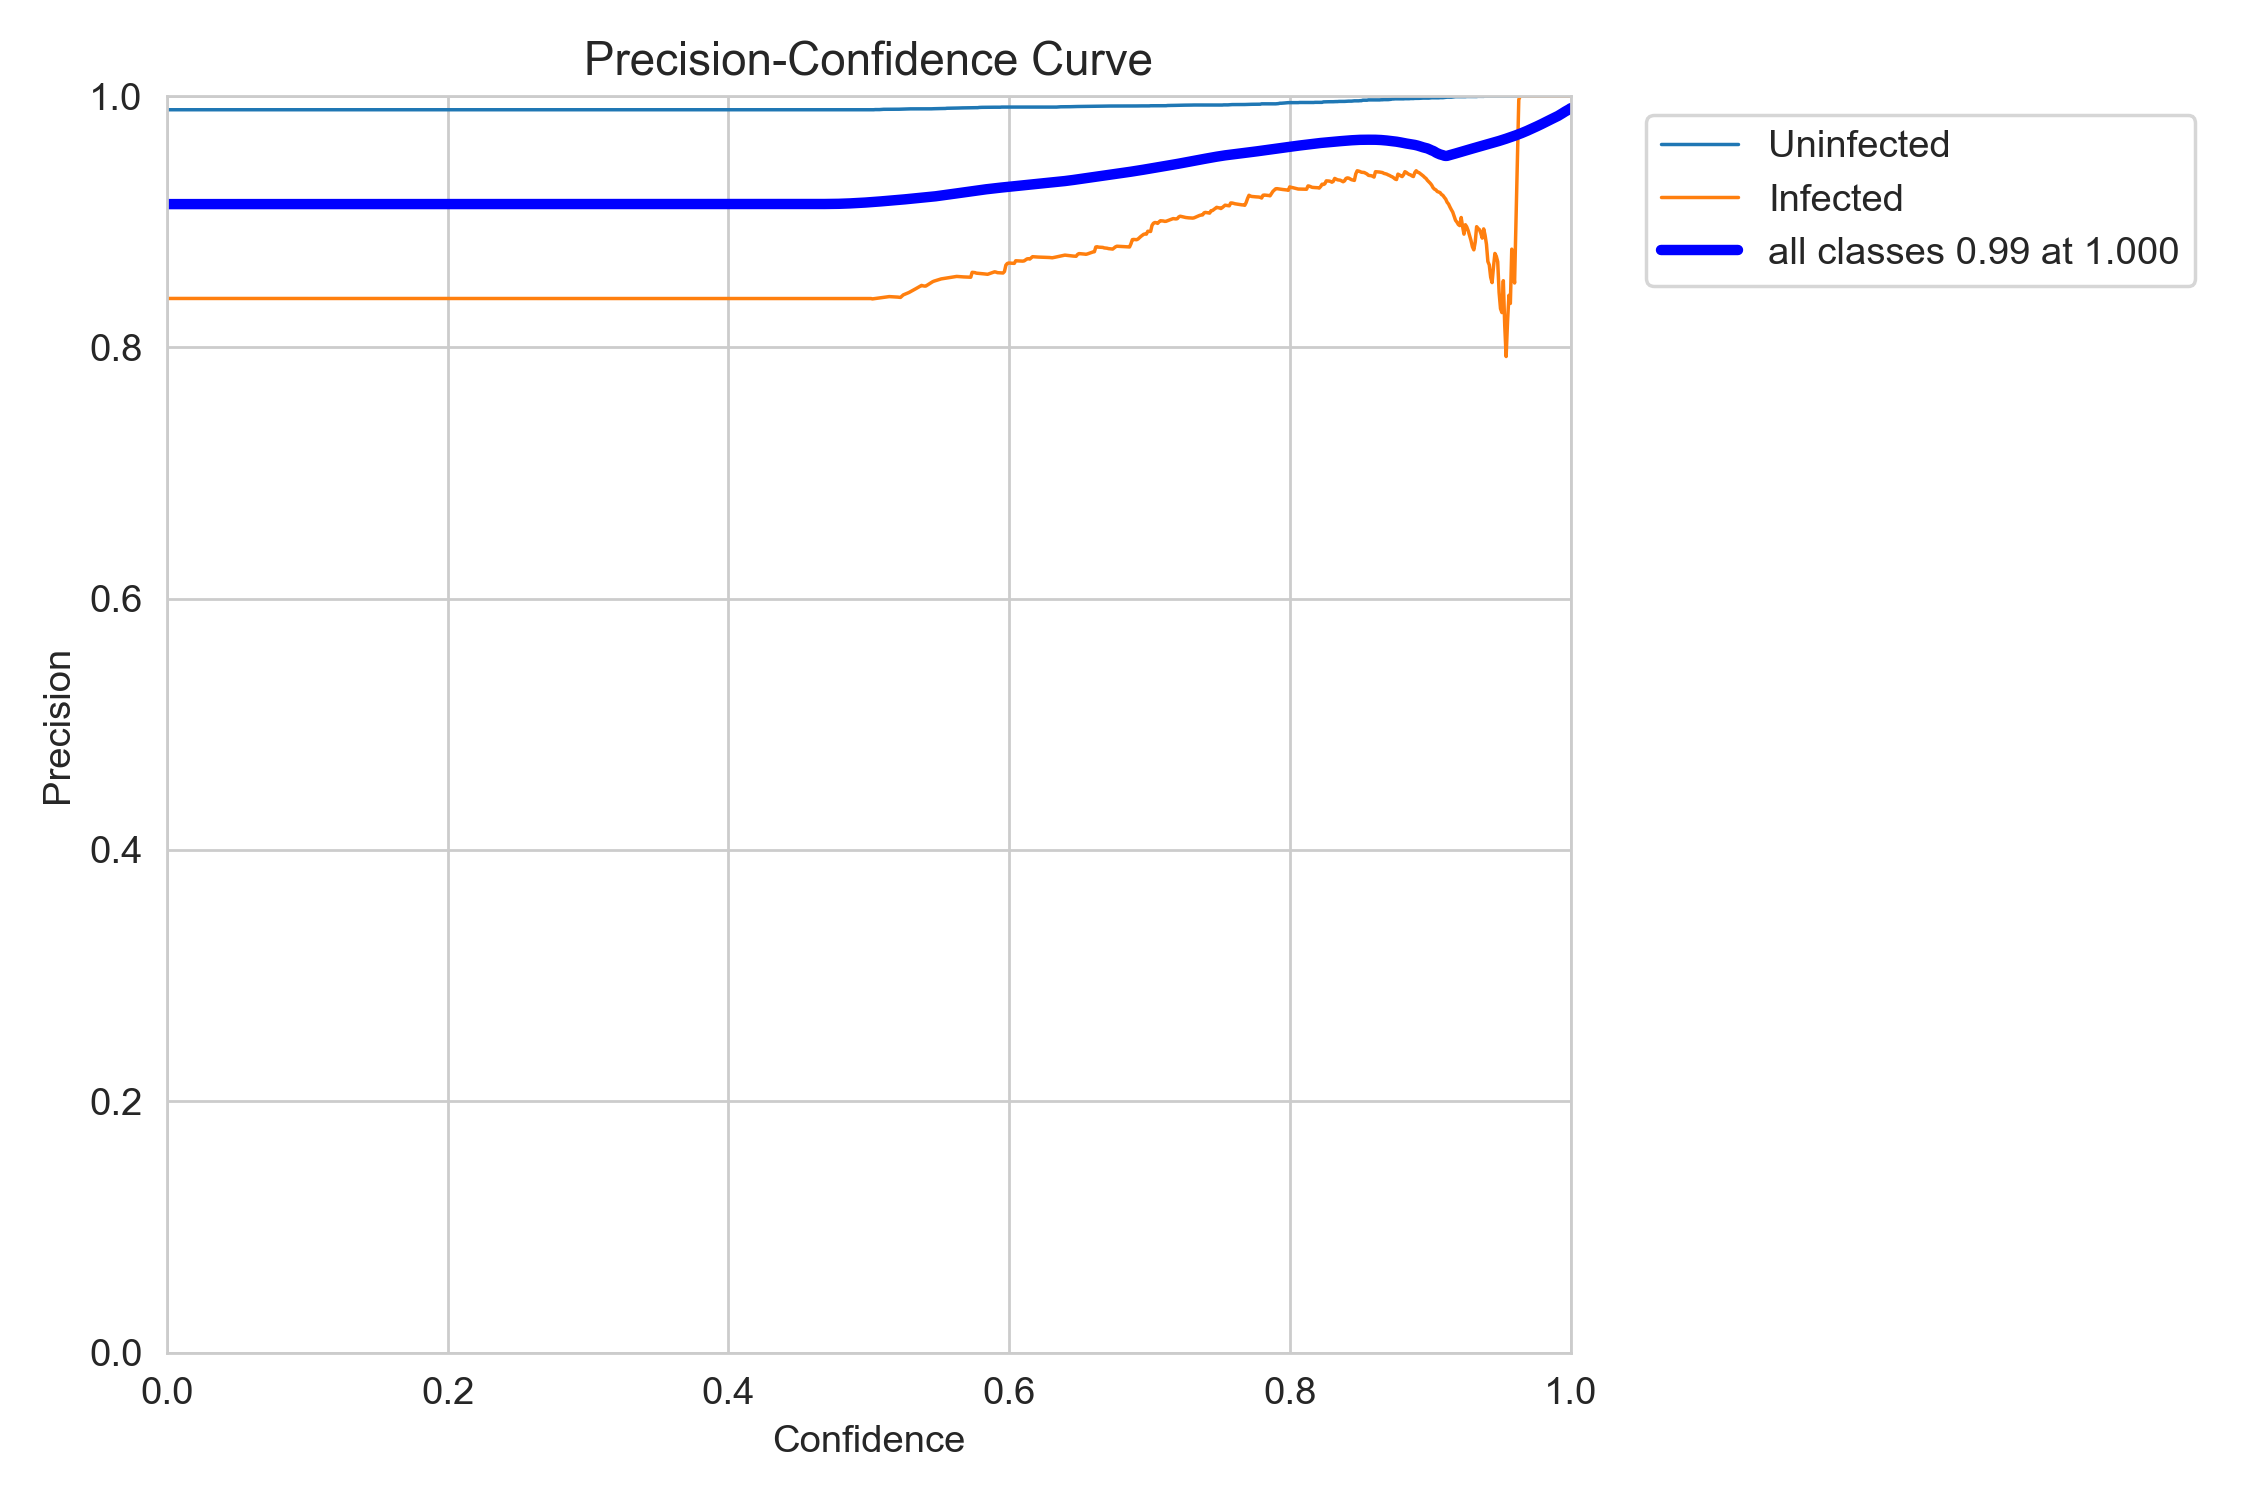 Precision-Confidence Curve
1.0
0.8
0.6
0.4
0.2
0.0
Precision
0.0 0.2 0.4 0.6 0.8 1.0
Confidence
Uninfected
Infected
all classes 0.99 at 1.000